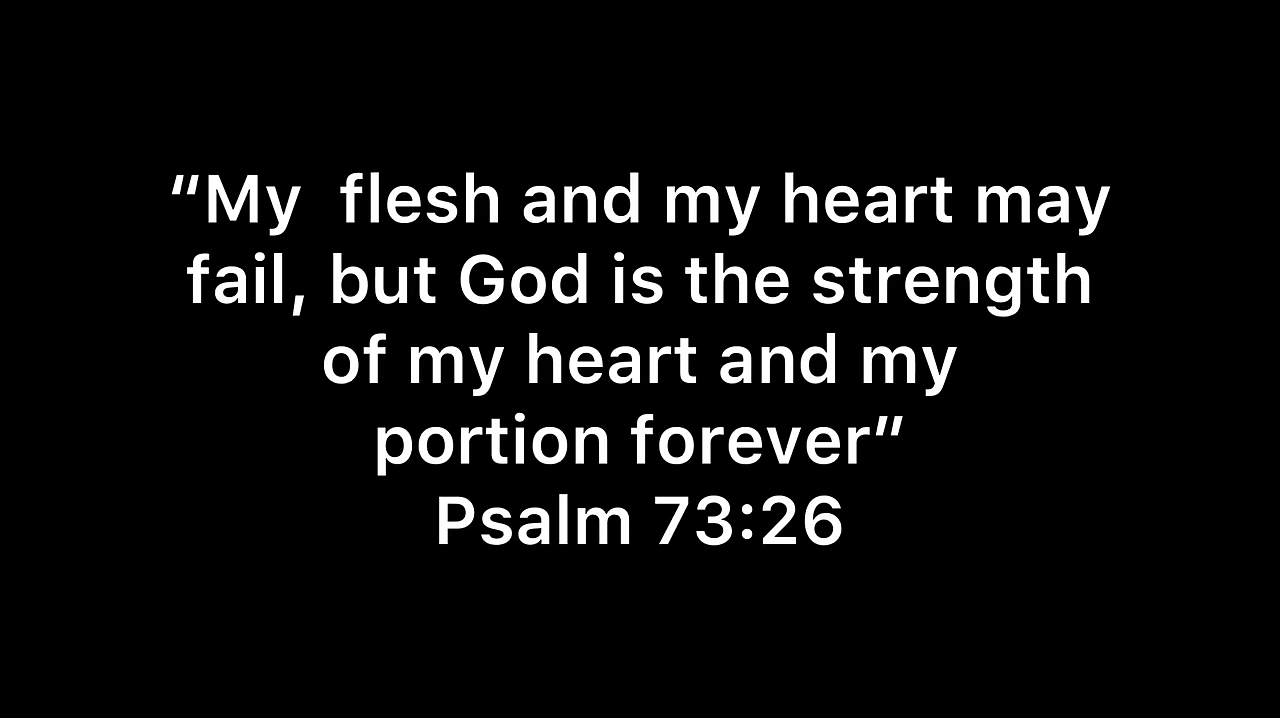 “My  flesh and my heart may
fail, but God is the strength
of my heart and my
portion forever”
Psalm 73:26